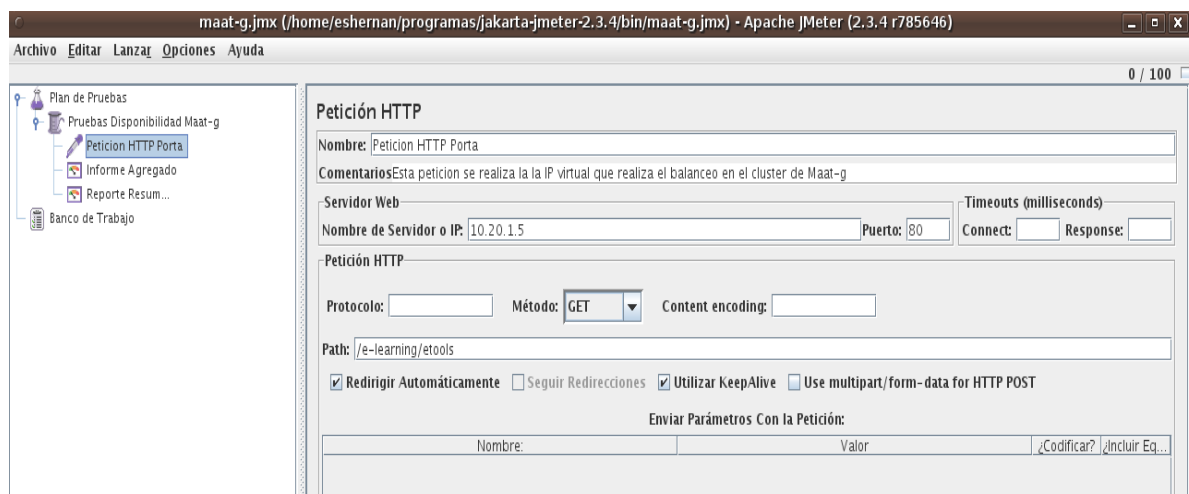 maat-g.jmx (/home/eshernan/programas/jakarta-jmeter-2.3.4/bin/maat-g.jmx) - Apache JMeter (2.3.4 r785646)
Archivo Editar Lanzar Opciones Ayuda
0 / 100
Plan de Pruebas
Pruebas Disponibilidad Maat-g
Peticion HTTP Porta
Informe Agregado
Reporte Resum...
Banco de Trabajo
Petición HTTP
Nombre: Peticion HTTP Porta
Comentarios Esta peticion se realiza la la IP virtual que realiza el balanceo en el cluster de Maat-g
Servidor Web
Timeouts (milliseconds)
Nombre de Servidor o IP: 10.20.1.5 Puerto: 80 Connect: Response:
Petición HTTP
Protocolo: Método: GET Content encoding:
Path: /e-learning/etools
Redirigir Automáticamente Seguir Redirecciones Utilizar KeepAlive Use multipart/form-data for HTTP POST
Enviar Parámetros Con la Petición:
Nombre: Valor ¿Codificar? ¿Incluir Eq...